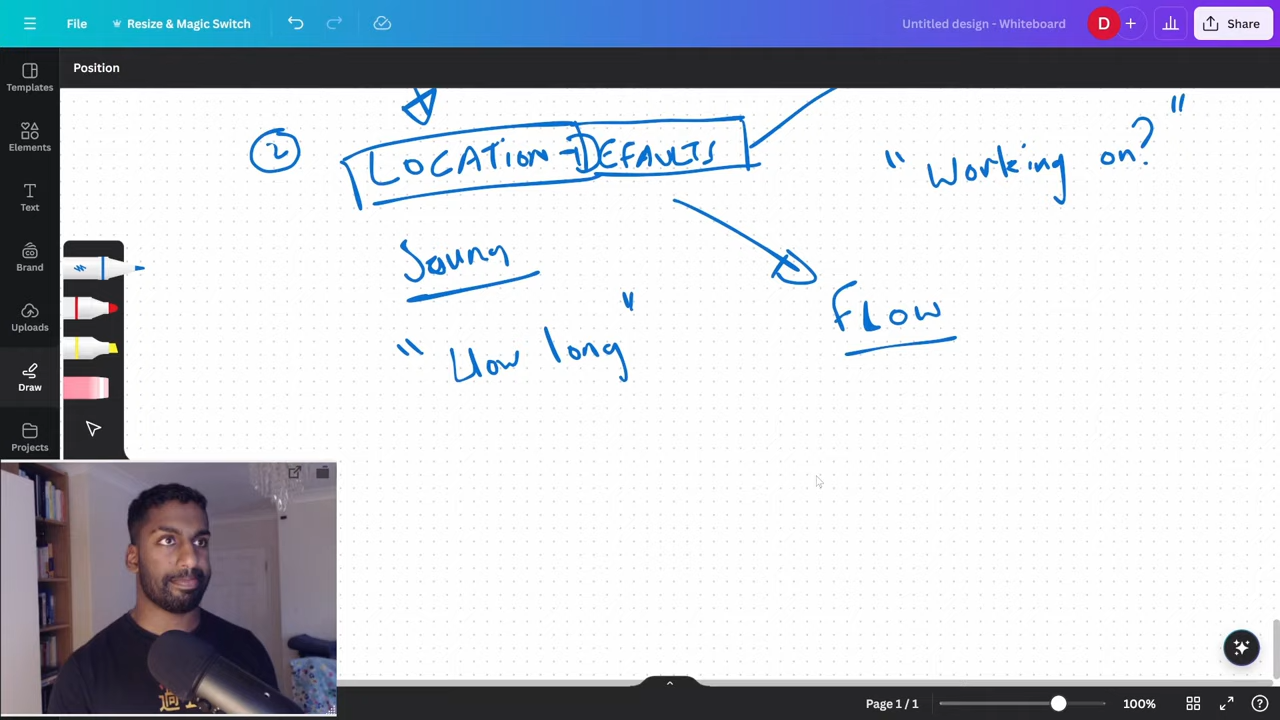 File
Resize & Magic Switch
Untitled design - Whiteboard
D
+
Share
Position
Templates
Elements
Text
Brand
Uploads
Draw
Projects
2
LOCATION - DEFAULTS
"Working on?"
"How long"
FLOW
Page 1 / 1
100%